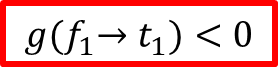 g(f₁→ t₁) < 0